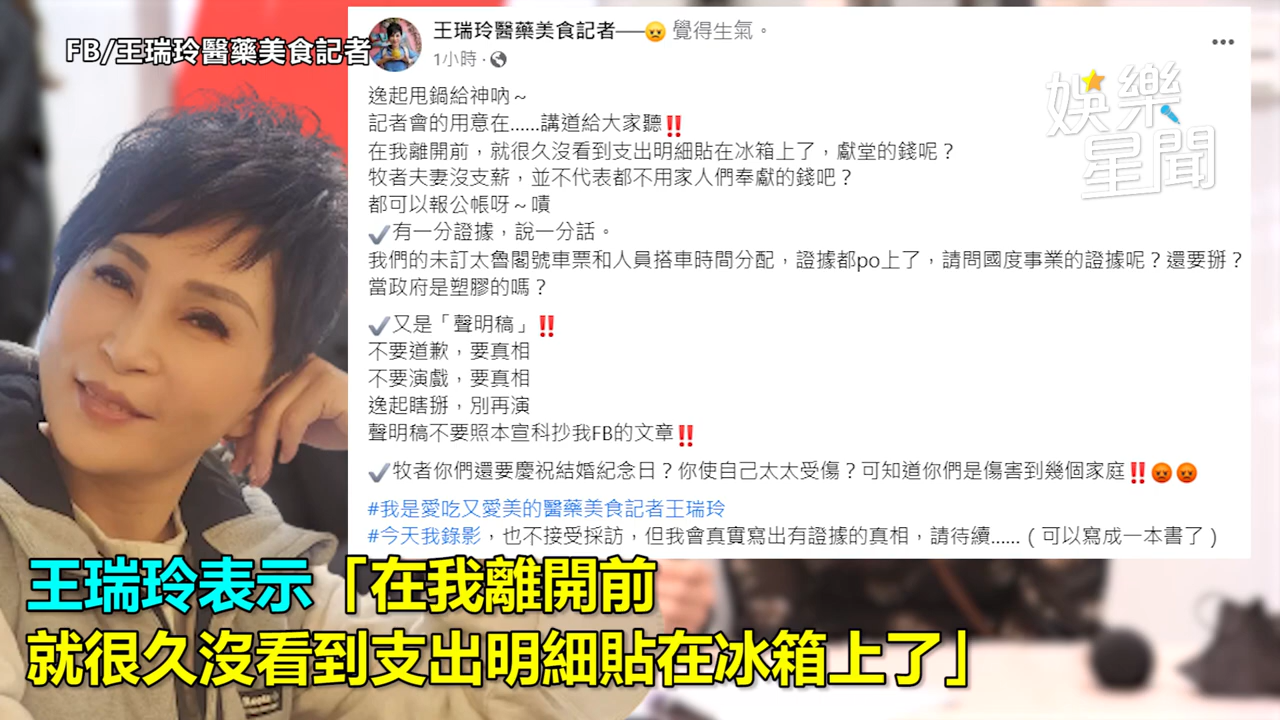 FB/王瑞玲醫藥美食記者
王瑞玲醫藥美食記者──😠 覺得生氣。
1小時 ·
娛樂
星聞
逸起甩鍋給神吶～
記者會的用意在......講道給大家聽‼️
在我離開前，就很久沒看到支出明細貼在冰箱上了，獻堂的錢呢？
牧者夫妻沒支薪，並不代表都不用家人們奉獻的錢吧？
都可以報公帳呀～嘖
✔️有一分證據，說一分話。
我們的未訂太魯閣號車票和人員搭車時間分配，證據都po上了，請問國度事業的證據呢？還要掰？
當政府是塑膠的嗎？
✔️又是「聲明稿」‼️
不要道歉，要真相
不要演戲，要真相
逸起瞎掰，別再演
聲明稿不要照本宣科抄我FB的文章‼️
✔️牧者你們還要慶祝結婚紀念日？你使自己太太受傷？可知道你們是傷害到幾個家庭‼️😡😡
#我是愛吃又愛美的醫藥美食記者王瑞玲
#今天我錄影，也不接受採訪，但我會真實寫出有證據的真相，請待續......（可以寫成一本書了）
王瑞玲表示「在我離開前
就很久沒看到支出明細貼在冰箱上了」